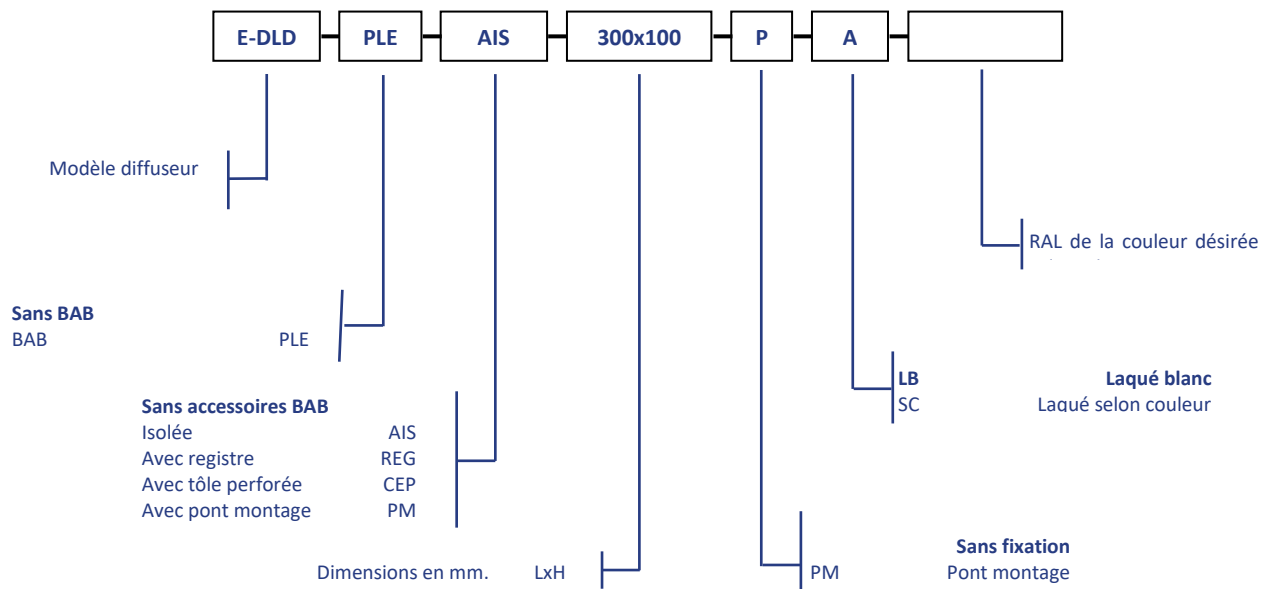 E-DLD PLE AIS 300x100 P A
Modèle diffuseur
RAL de la couleur désirée
Sans BAB
BAB PLE
LB Laqué blanc
SC Laqué selon couleur
Sans accessoires BAB
Isolée AIS
Avec registre REG
Avec tôle perforée CEP
Avec pont montage PM
Sans fixation
PM Pont montage
Dimensions en mm. LxH